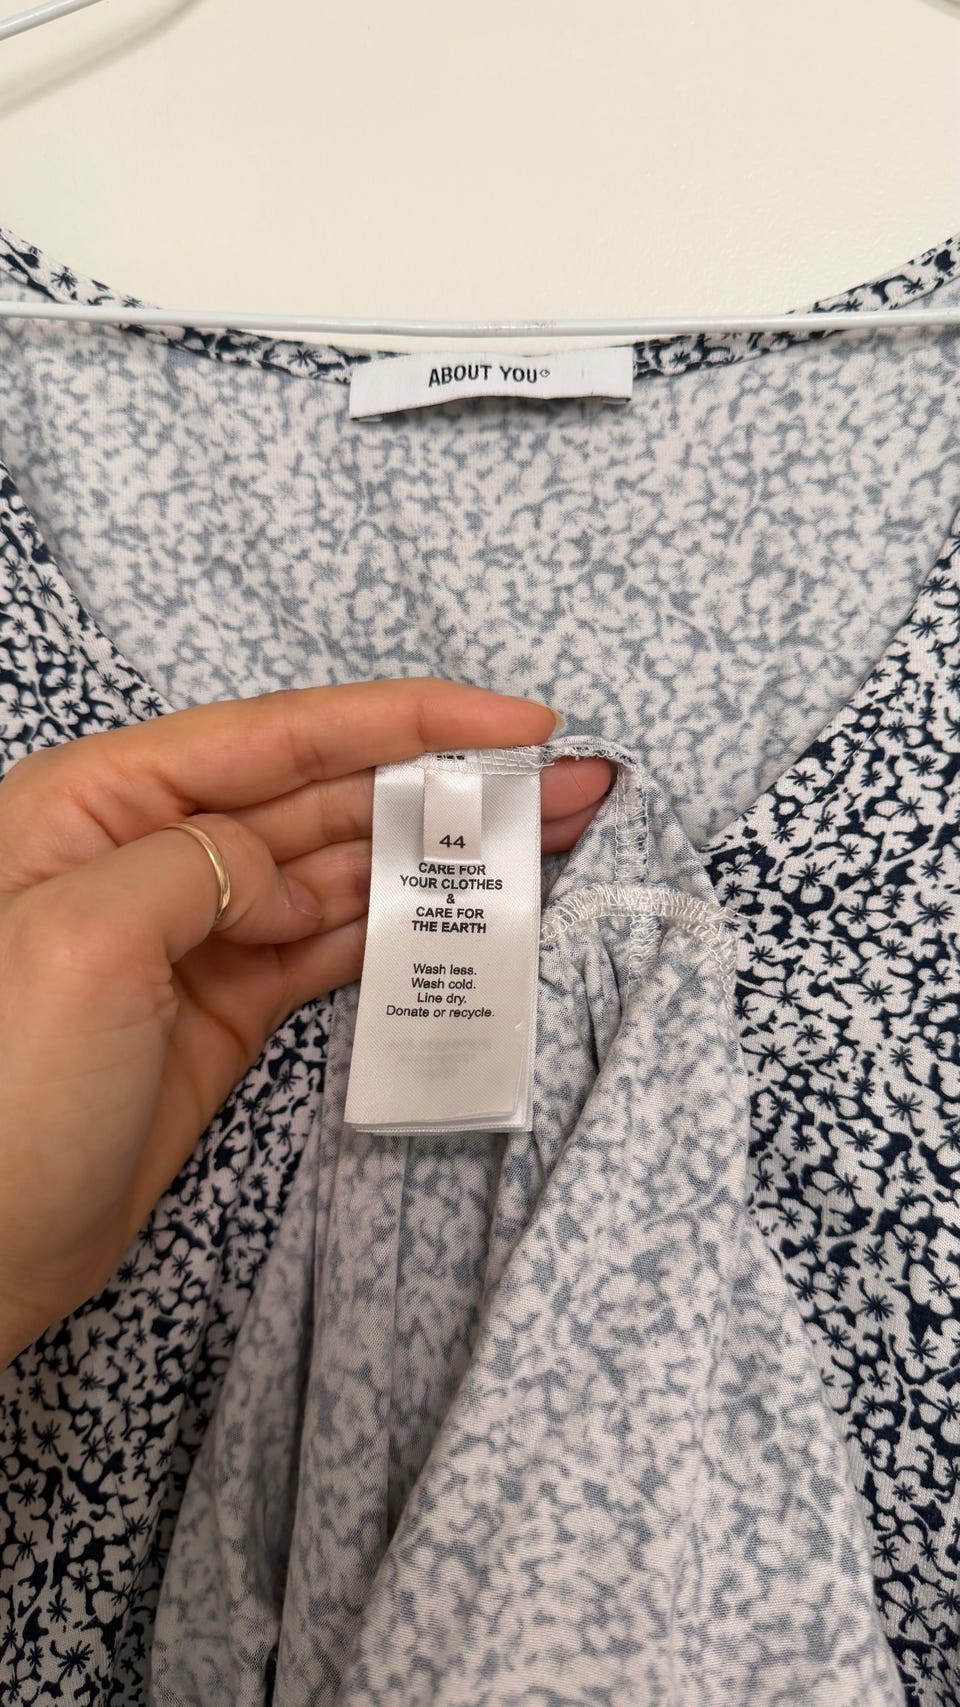 ABOUT YOU
44
CARE FOR
YOUR CLOTHES
&
CARE FOR
THE EARTH
Wash less.
Wash cold.
Line dry.
Donate or recycle.